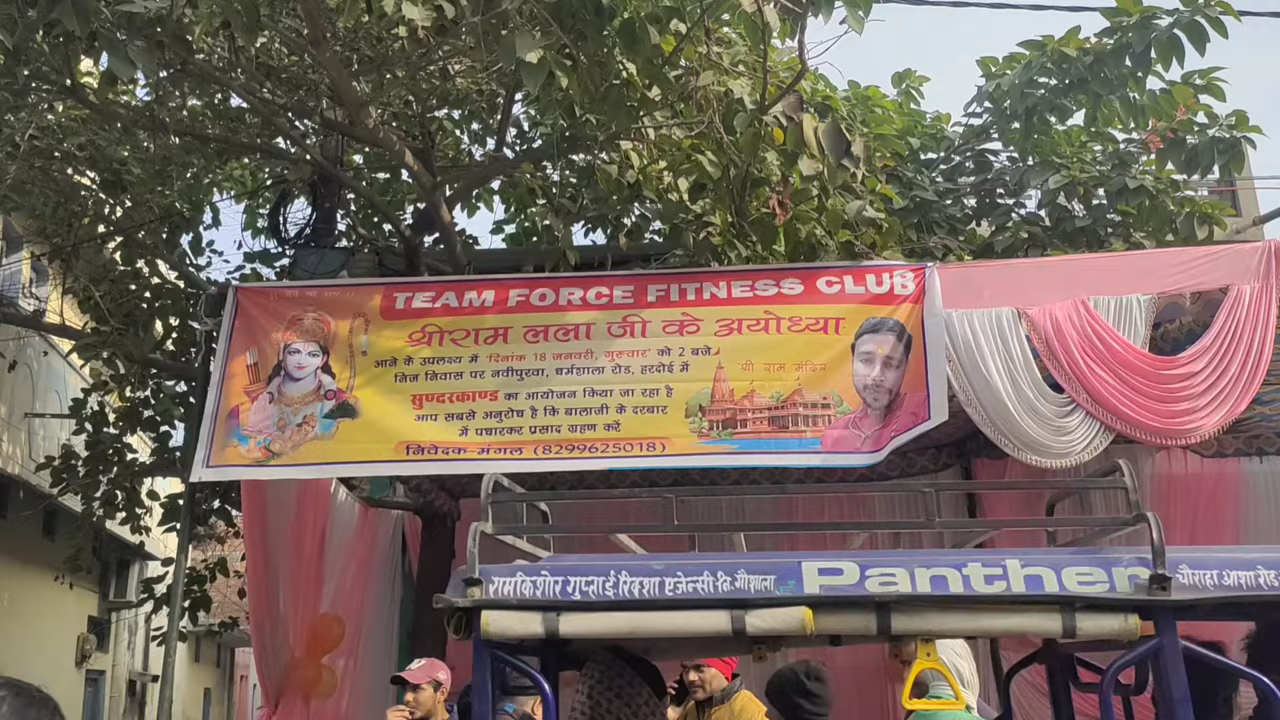 TEAM FORCE FITNESS CLUB
श्रीराम लला जी के अयोध्या
आने के उपलक्ष्य में 'दिनांक 18 जनवरी, गुरूवार' को 2 बजे
निज निवास पर नवीपुरवा, धर्मशाला रोड, हरदोई में
श्री राम मंदिर
सुण्दरकाण्ड का आयोजन किया जा रहा है
आप सबसे अनुरोध है कि बालाजी के दरबार
में पधारकर प्रसाद ग्रहण करें
निवेदक-मंगल (8299625018)
रामकिशोर गुप्ता ई-रिक्शा एजेन्सी नि. गौशाला Panther चौराहा आशा रोड